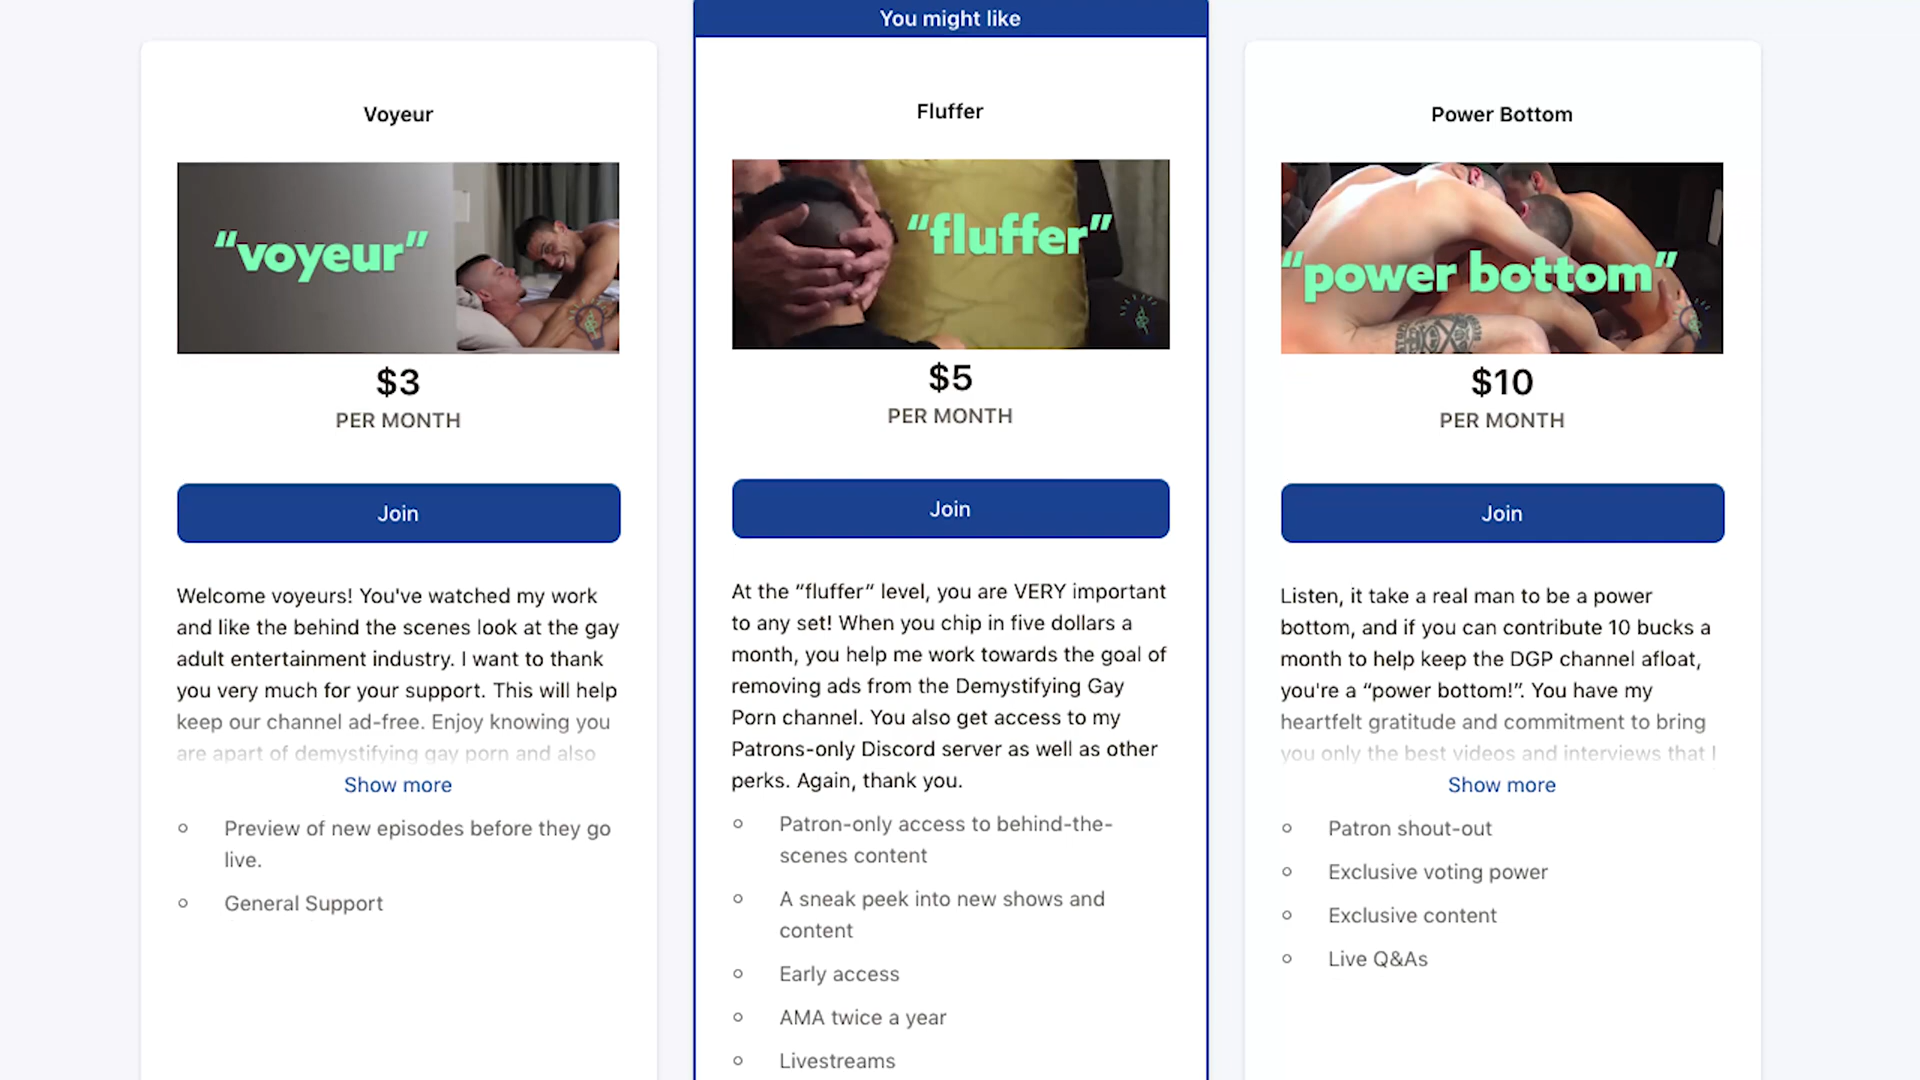 You might like
Voyeur
“voyeur”
$3
PER MONTH
Join
Welcome voyeurs! You've watched my work
and like the behind the scenes look at the gay
adult entertainment industry. I want to thank
you very much for your support. This will help
keep our channel ad-free. Enjoy knowing you
are apart of demystifying gay porn and also
Show more
Preview of new episodes before they go
live.
General Support
Fluffer
“fluffer”
$5
PER MONTH
Join
At the “fluffer” level, you are VERY important
to any set! When you chip in five dollars a
month, you help me work towards the goal of
removing ads from the Demystifying Gay
Porn channel. You also get access to my
Patrons-only Discord server as well as other
perks. Again, thank you.
Patron-only access to behind-the-
scenes content
A sneak peek into new shows and
content
Early access
AMA twice a year
Livestreams
Power Bottom
“power bottom”
$10
PER MONTH
Join
Listen, it take a real man to be a power
bottom, and if you can contribute 10 bucks a
month to help keep the DGP channel afloat,
you're a “power bottom!”. You have my
heartfelt gratitude and commitment to bring
you only the best videos and interviews that I
Show more
Patron shout-out
Exclusive voting power
Exclusive content
Live Q&As